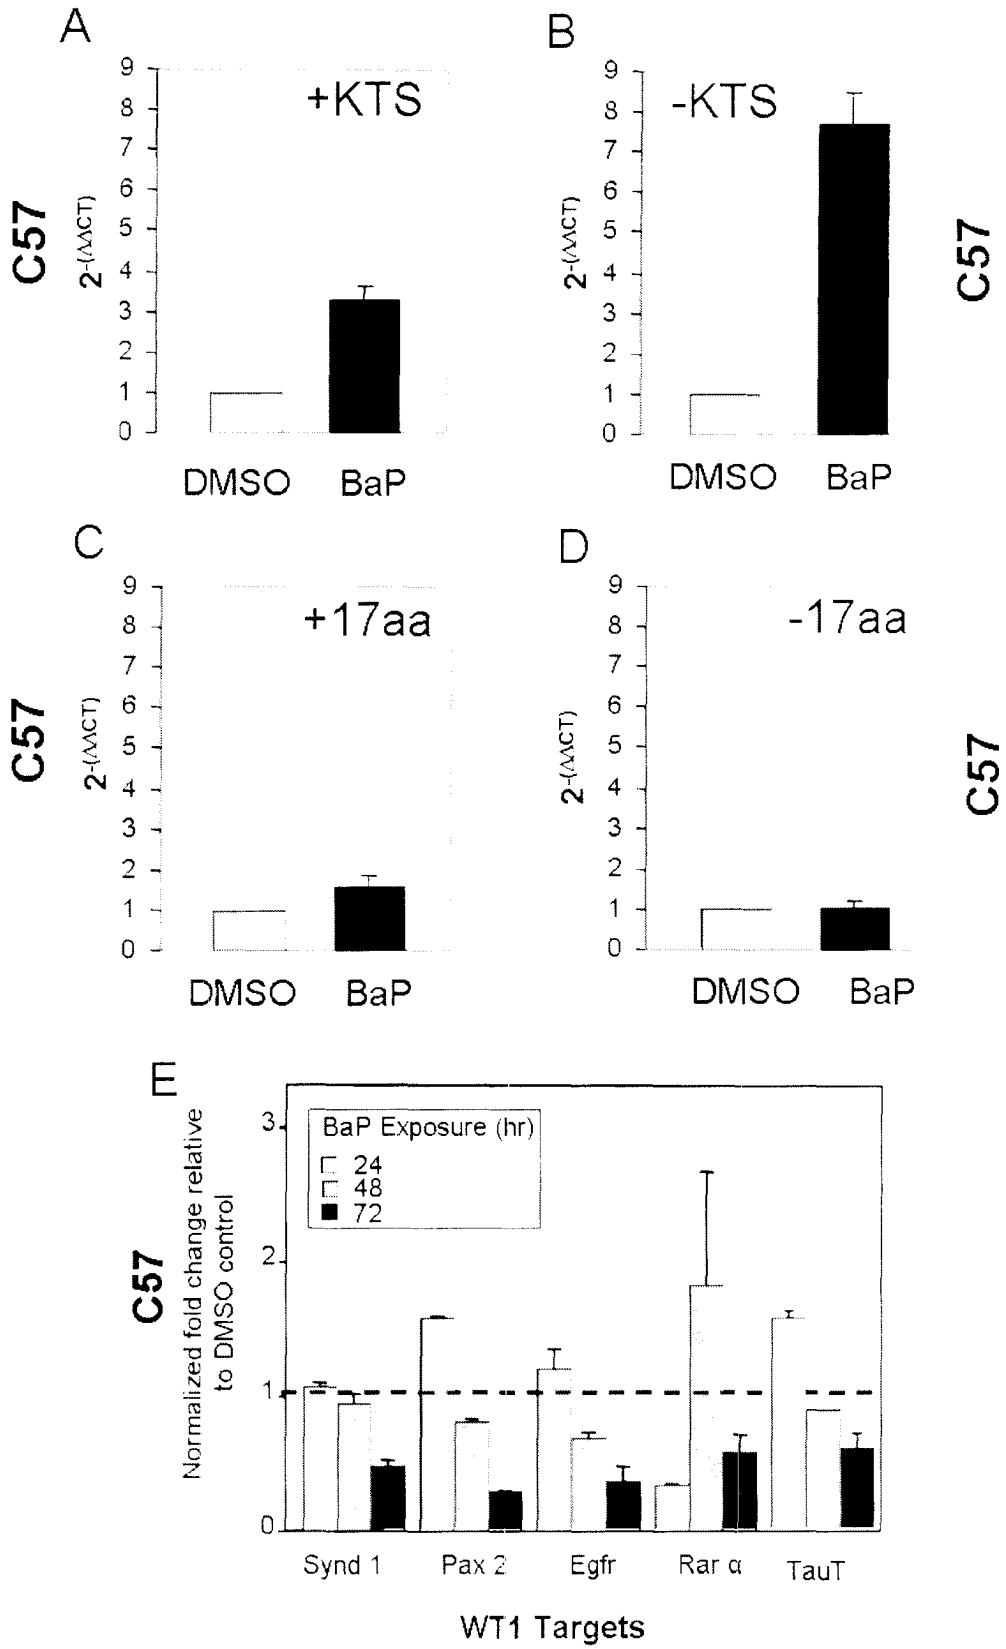 A
+KTS
C57
2-(ΔΔCT)
9
8
7
6
5
4
3
2
1
0
DMSO BaP
B
-KTS
C57
2-(ΔΔCT)
9
8
7
6
5
4
3
2
1
0
DMSO BaP
C
+17aa
C57
2-(ΔΔCT)
9
8
7
6
5
4
3
2
1
0
DMSO BaP
D
-17aa
C57
2-(ΔΔCT)
9
8
7
6
5
4
3
2
1
0
DMSO BaP
E
C57
Normalized fold change relative
to DMSO control
3
2
1
0
BaP Exposure (hr)
24
48
72
Synd 1 Pax 2 Egfr Rar α TauT
WT1 Targets